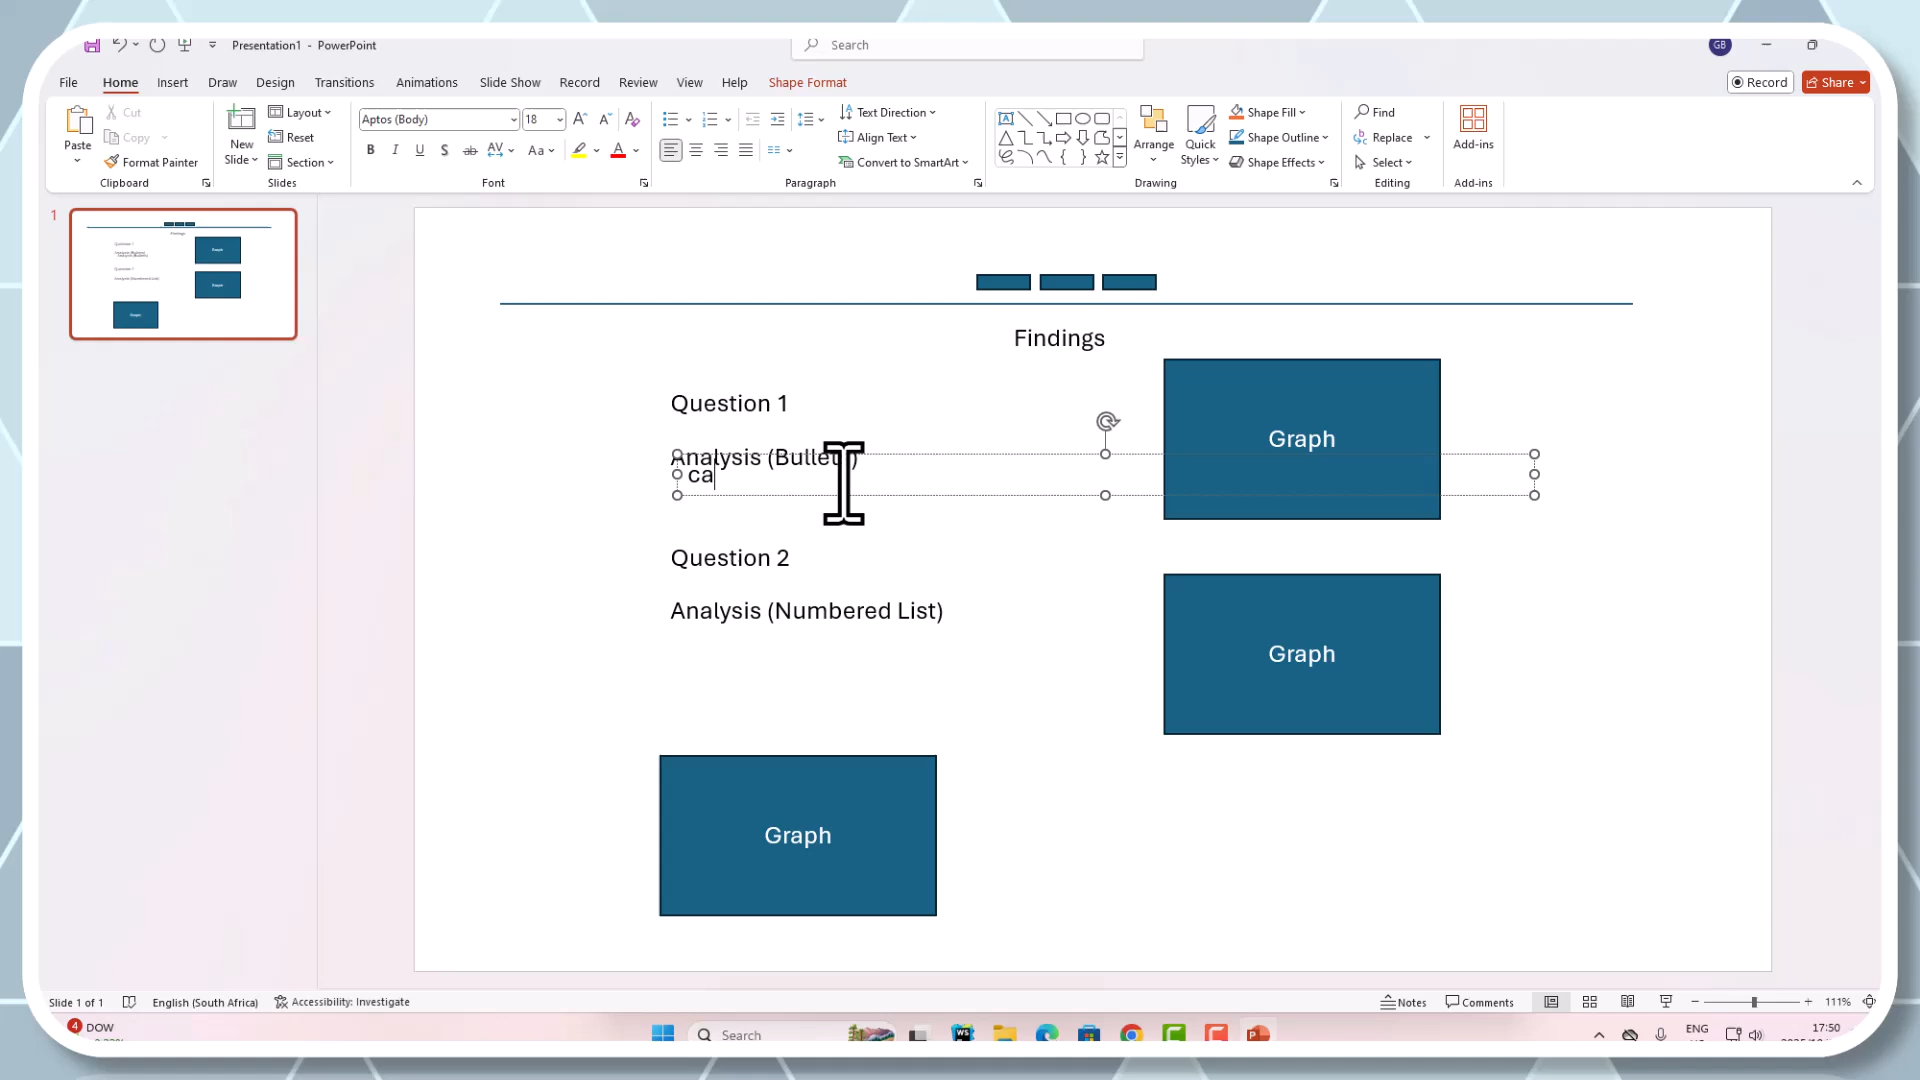 Presentation1 - PowerPoint
Search
GB
File Home Insert Draw Design Transitions Animations Slide Show Record Review View Help Shape Format
Record
Share
Paste
Cut
Copy
Format Painter
Clipboard
New Slide
Layout
Reset
Section
Slides
Aptos (Body)
18
Font
Text Direction
Align Text
Convert to SmartArt
Paragraph
Arrange
Quick Styles
Shape Fill
Shape Outline
Shape Effects
Drawing
Find
Replace
Select
Editing
Add-ins
Add-ins
1
Findings
Question 1
Analysis (Bullet )
ca
Question 2
Analysis (Numbered List)
Graph
Graph
Graph
Slide 1 of 1
English (South Africa)
Accessibility: Investigate
Notes
Comments
111%
4
DOW
Search
ENG
17:50